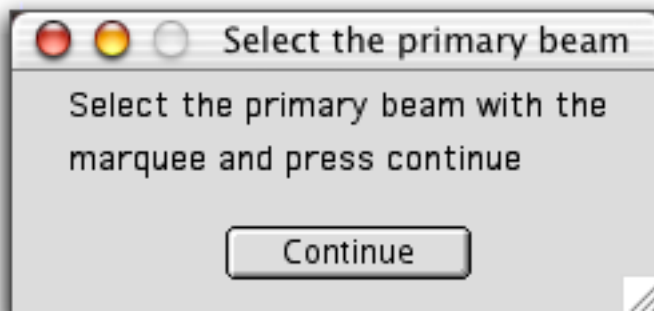 Select the primary beam
Select the primary beam with the
marquee and press continue
Continue